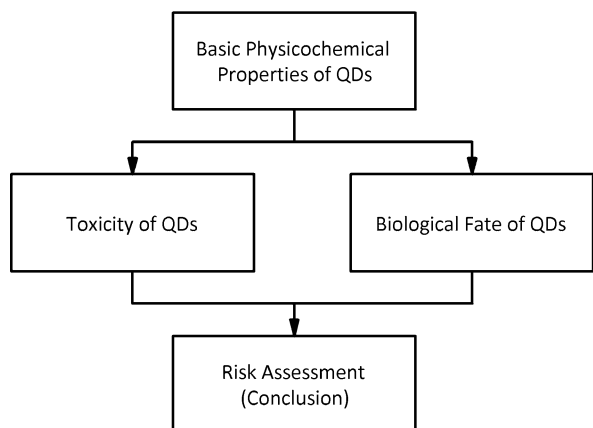 Basic Physicochemical
Properties of QDs
Toxicity of QDs
Biological Fate of QDs
Risk Assessment
(Conclusion)